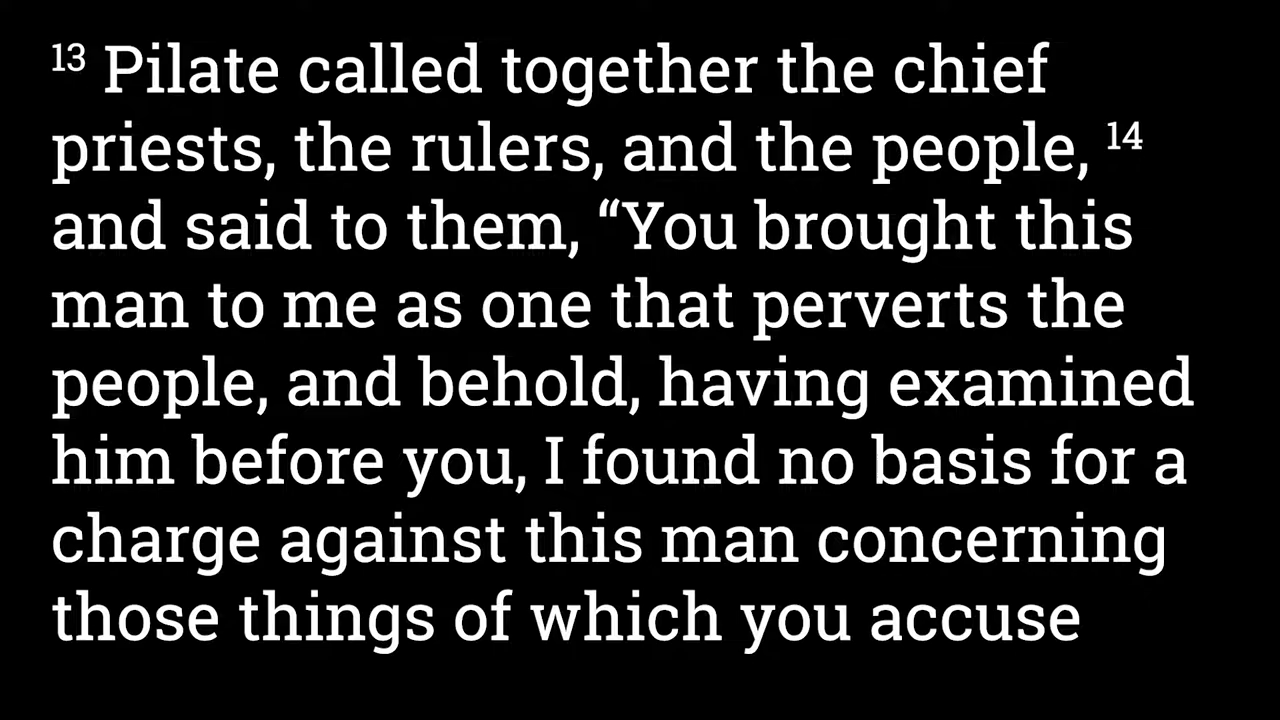 13 Pilate called together the chief
priests, the rulers, and the people, 14
and said to them, “You brought this
man to me as one that perverts the
people, and behold, having examined
him before you, I found no basis for a
charge against this man concerning
those things of which you accuse